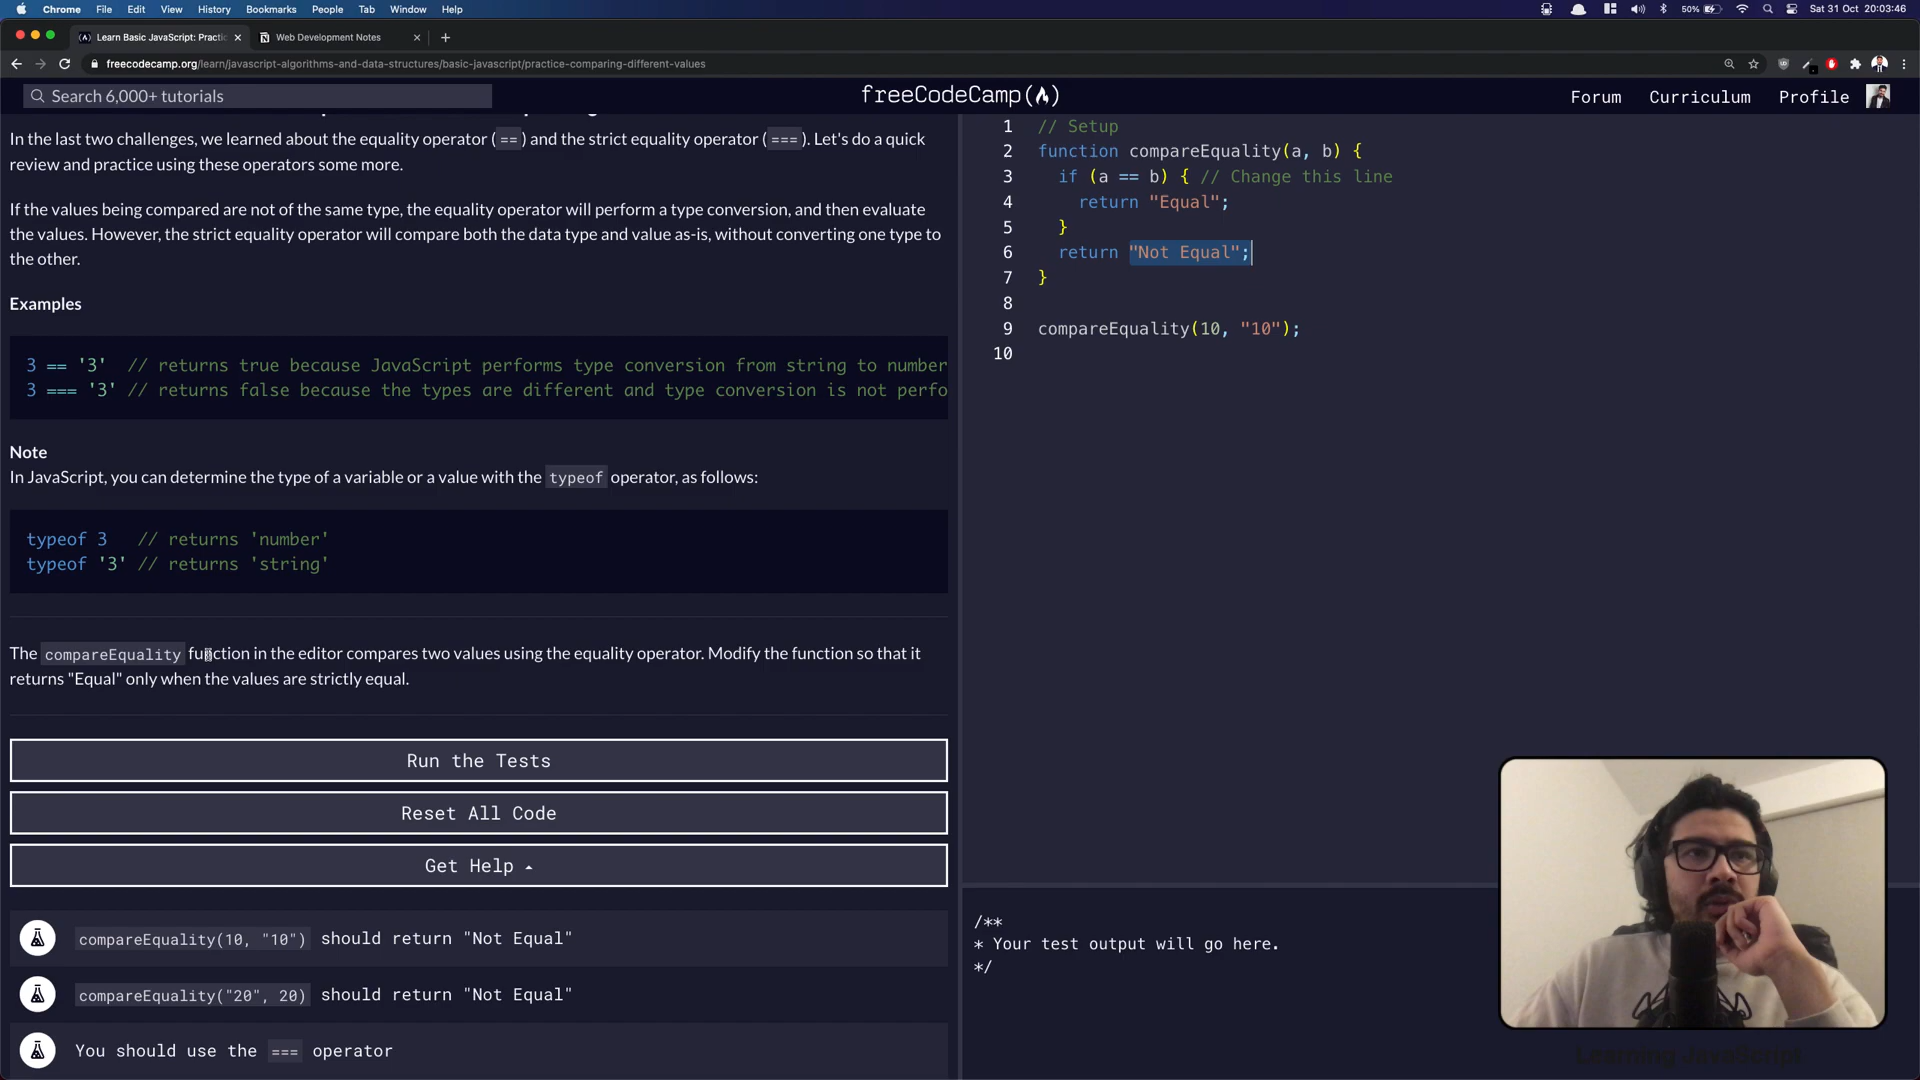 Chrome File Edit View History Bookmarks People Tab Window Help 50% Sat 31 Oct 20:03:46
Learn Basic JavaScript: Practic Web Development Notes
freecodecamp.org/learn/javascript-algorithms-and-data-structures/basic-javascript/practice-comparing-different-values
Search 6,000+ tutorials freeCodeCamp Forum Curriculum Profile
In the last two challenges, we learned about the equality operator (==) and the strict equality operator (===). Let's do a quick
review and practice using these operators some more.
If the values being compared are not of the same type, the equality operator will perform a type conversion, and then evaluate
the values. However, the strict equality operator will compare both the data type and value as-is, without converting one type to
the other.
Examples
3 == '3' // returns true because JavaScript performs type conversion from string to number
3 === '3' // returns false because the types are different and type conversion is not perfo
Note
In JavaScript, you can determine the type of a variable or a value with the typeof operator, as follows:
typeof 3 // returns 'number'
typeof '3' // returns 'string'
The compareEquality function in the editor compares two values using the equality operator. Modify the function so that it
returns "Equal" only when the values are strictly equal.
Run the Tests
Reset All Code
Get Help
compareEquality(10, "10") should return "Not Equal"
compareEquality("20", 20) should return "Not Equal"
You should use the === operator
1 // Setup
2 function compareEquality(a, b) {
3 if (a == b) { // Change this line
4 return "Equal";
5 }
6 return "Not Equal";
7 }
8
9 compareEquality(10, "10");
10
/**
* Your test output will go here.
*/
Learning JavaScript